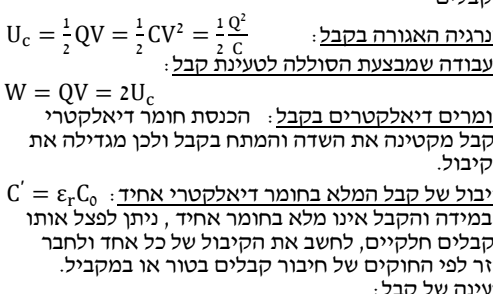 קבלים
U_c = ½QV = ½CV² = ½ Q²/C נרגיה האגורה בקבל:
עבודה שמבצעת הסוללה לטעינת קבל:
W = QV = 2U_c
ומרים דיאלקטרים בקבל: הכנסת חומר דיאלקטרי
קבל מקטינה את השדה והמתח בקבל ולכן מגדילה את
קיבול.
יבול של קבל המלא בחומר דיאלקטרי אחיד: C′ = ε_rC₀
במידה והקבל אינו מלא בחומר אחיד, ניתן לפצל אותו
קבלים חלקיים, לחשב את הקיבול של כל אחד ולחבר
זר לפי החוקים של חיבור קבלים בטור או במקביל.
עינה של קבל: